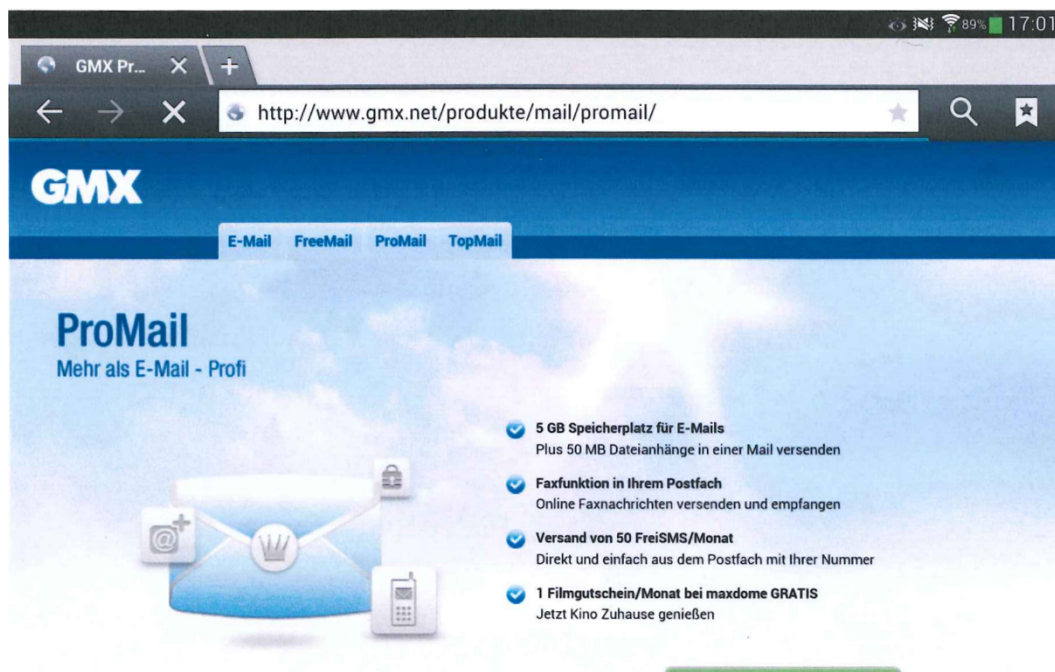 89% 17:01
GMX Pr...
http://www.gmx.net/produkte/mail/promail/
GMX
E-Mail FreeMail ProMail TopMail
ProMail
Mehr als E-Mail - Profi
5 GB Speicherplatz für E-Mails
Plus 50 MB Dateianhänge in einer Mail versenden
Faxfunktion in Ihrem Postfach
Online Faxnachrichten versenden und empfangen
Versand von 50 FreiSMS/Monat
Direkt und einfach aus dem Postfach mit Ihrer Nummer
1 Filmgutschein/Monat bei maxdome GRATIS
Jetzt Kino Zuhause genießen